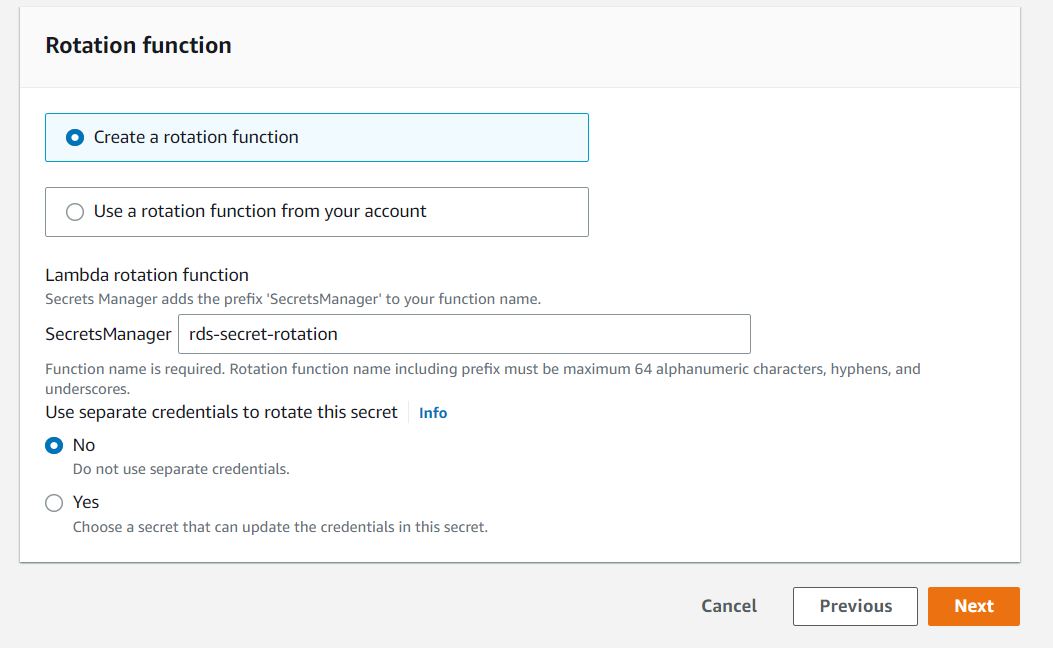 Rotation function
Create a rotation function
Use a rotation function from your account
Lambda rotation function
Secrets Manager adds the prefix 'SecretsManager' to your function name.
SecretsManager rds-secret-rotation
Function name is required. Rotation function name including prefix must be maximum 64 alphanumeric characters, hyphens, and
underscores.
Use separate credentials to rotate this secret Info
No
Do not use separate credentials.
Yes
Choose a secret that can update the credentials in this secret.
Cancel Previous Next